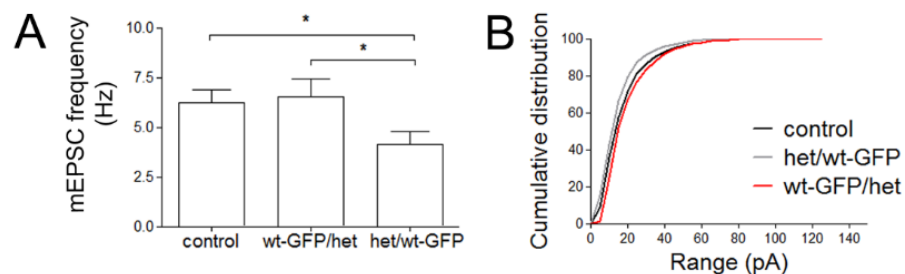 A
mEPSC frequency
(Hz)
10.0
7.5
5.0
2.5
0.0
*
*
control wt-GFP/het het/wt-GFP
B
Cumulative distribution
100
80
60
40
20
0
control
het/wt-GFP
wt-GFP/het
0 20 40 60 80 100 120 140
Range (pA)